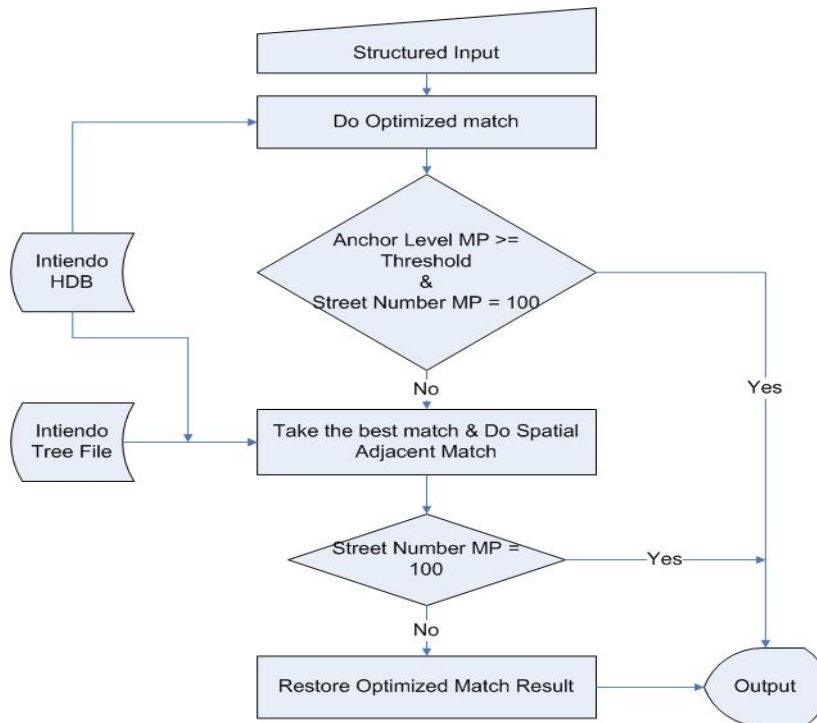 Structured Input
Do Optimized match
Anchor Level MP >=
Threshold
&
Street Number MP = 100
Intiendo
HDB
No
Yes
Intiendo
Tree File
Take the best match & Do Spatial
Adjacent Match
Street Number MP =
100
Yes
No
Restore Optimized Match Result
Output